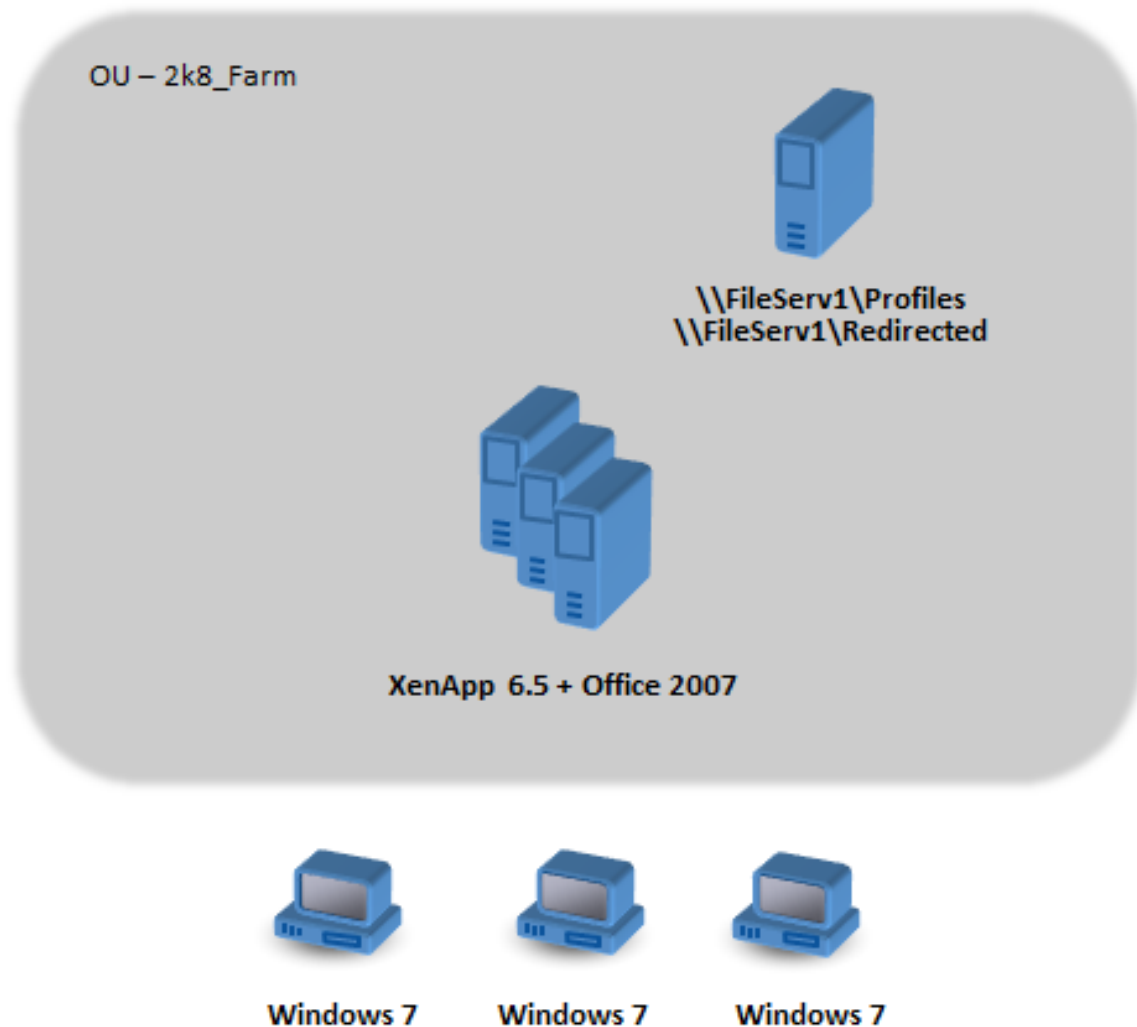 OU – 2k8_Farm
\\FileServ1\Profiles
\\FileServ1\Redirected
XenApp 6.5 + Office 2007
Windows 7
Windows 7
Windows 7